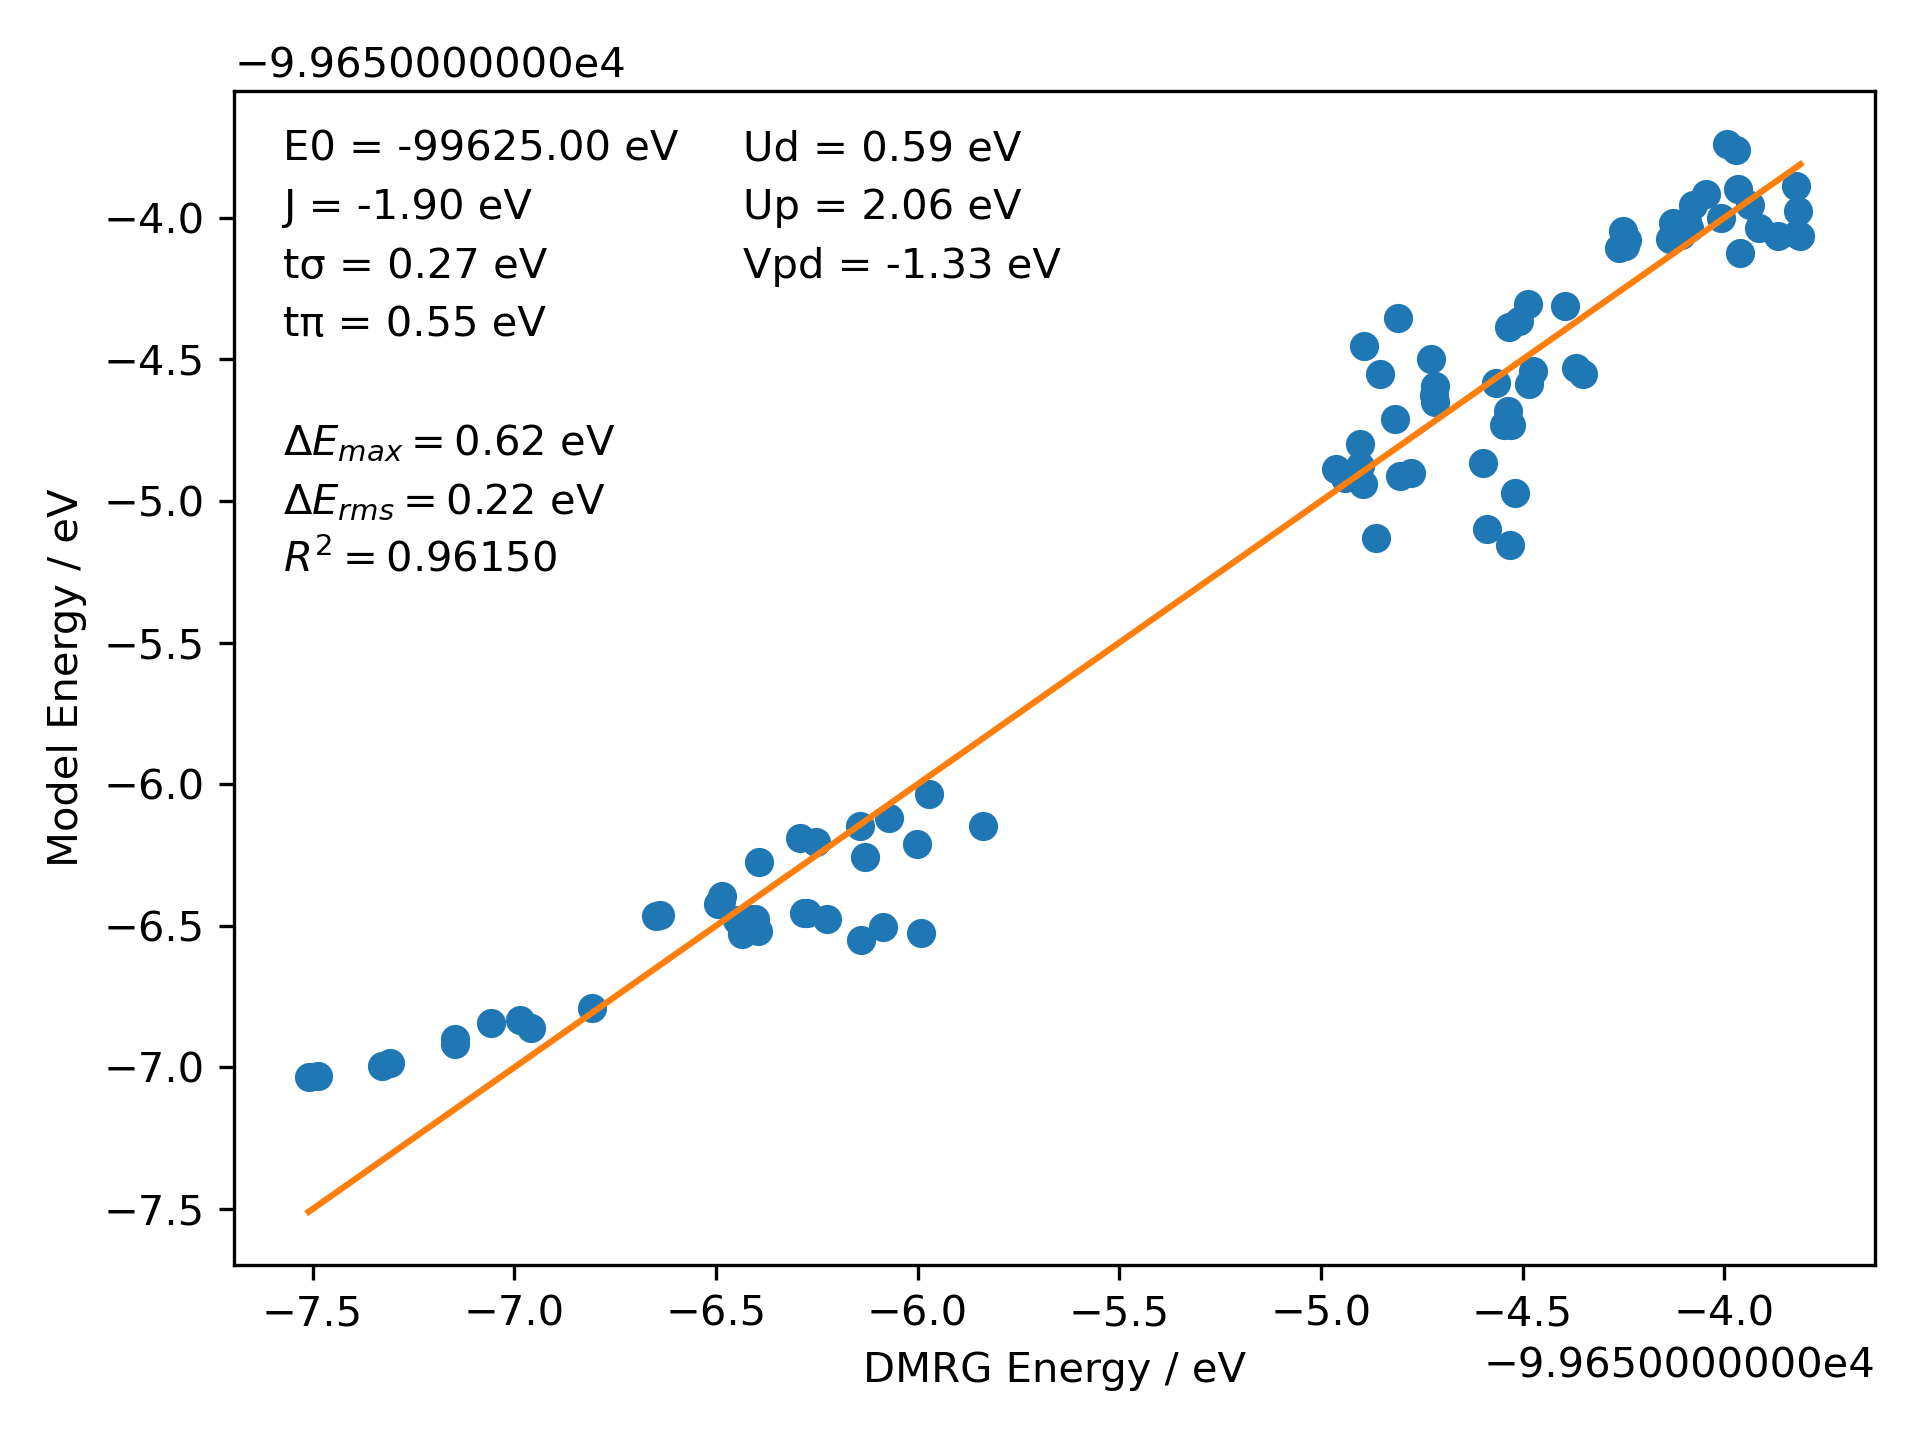 −9.9650000000e4
E0 = -99625.00 eV
J = -1.90 eV
tσ = 0.27 eV
tπ = 0.55 eV
Ud = 0.59 eV
Up = 2.06 eV
Vpd = -1.33 eV
ΔE_max = 0.62 eV
ΔE_rms = 0.22 eV
R² = 0.96150
Model Energy / eV
−4.0
−4.5
−5.0
−5.5
−6.0
−6.5
−7.0
−7.5
−7.5 −7.0 −6.5 −6.0 −5.5 −5.0 −4.5 −4.0
DMRG Energy / eV
−9.9650000000e4